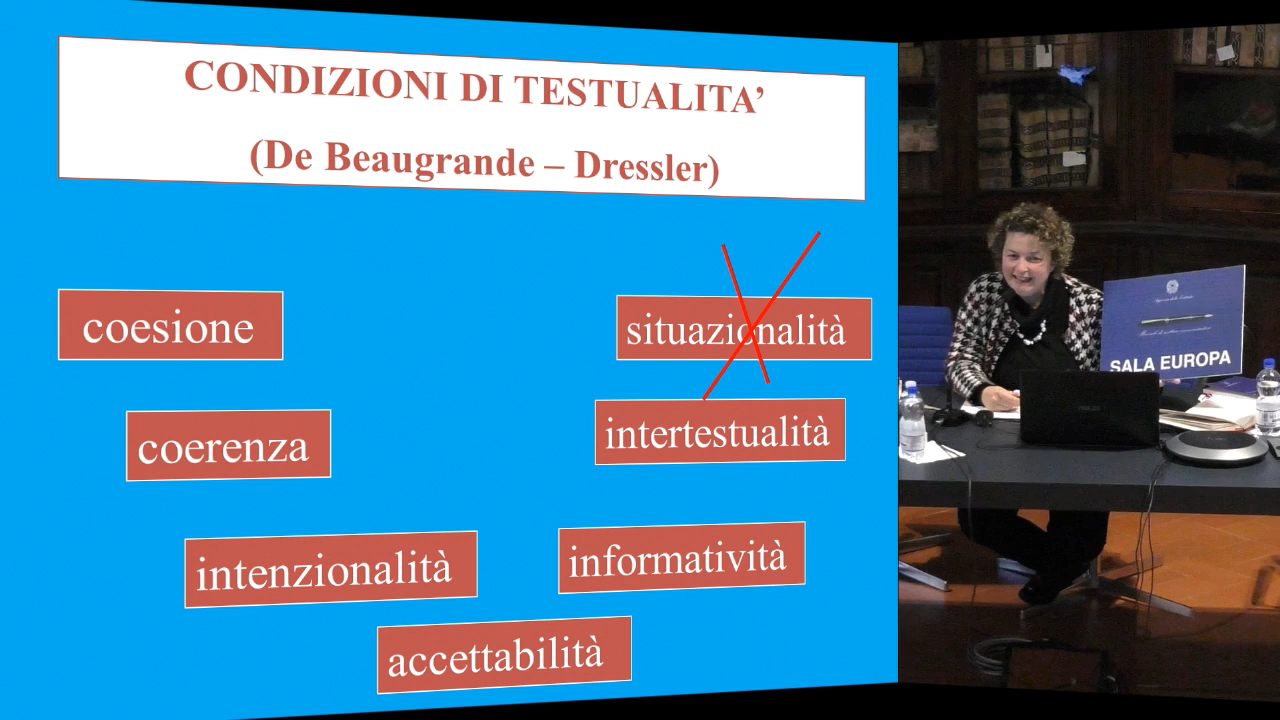 CONDIZIONI DI TESTUALITA’
(De Beaugrande – Dressler)
coesione
situazionalità
coerenza
intertestualità
intenzionalità
informatività
accettabilità
SALA EUROPA